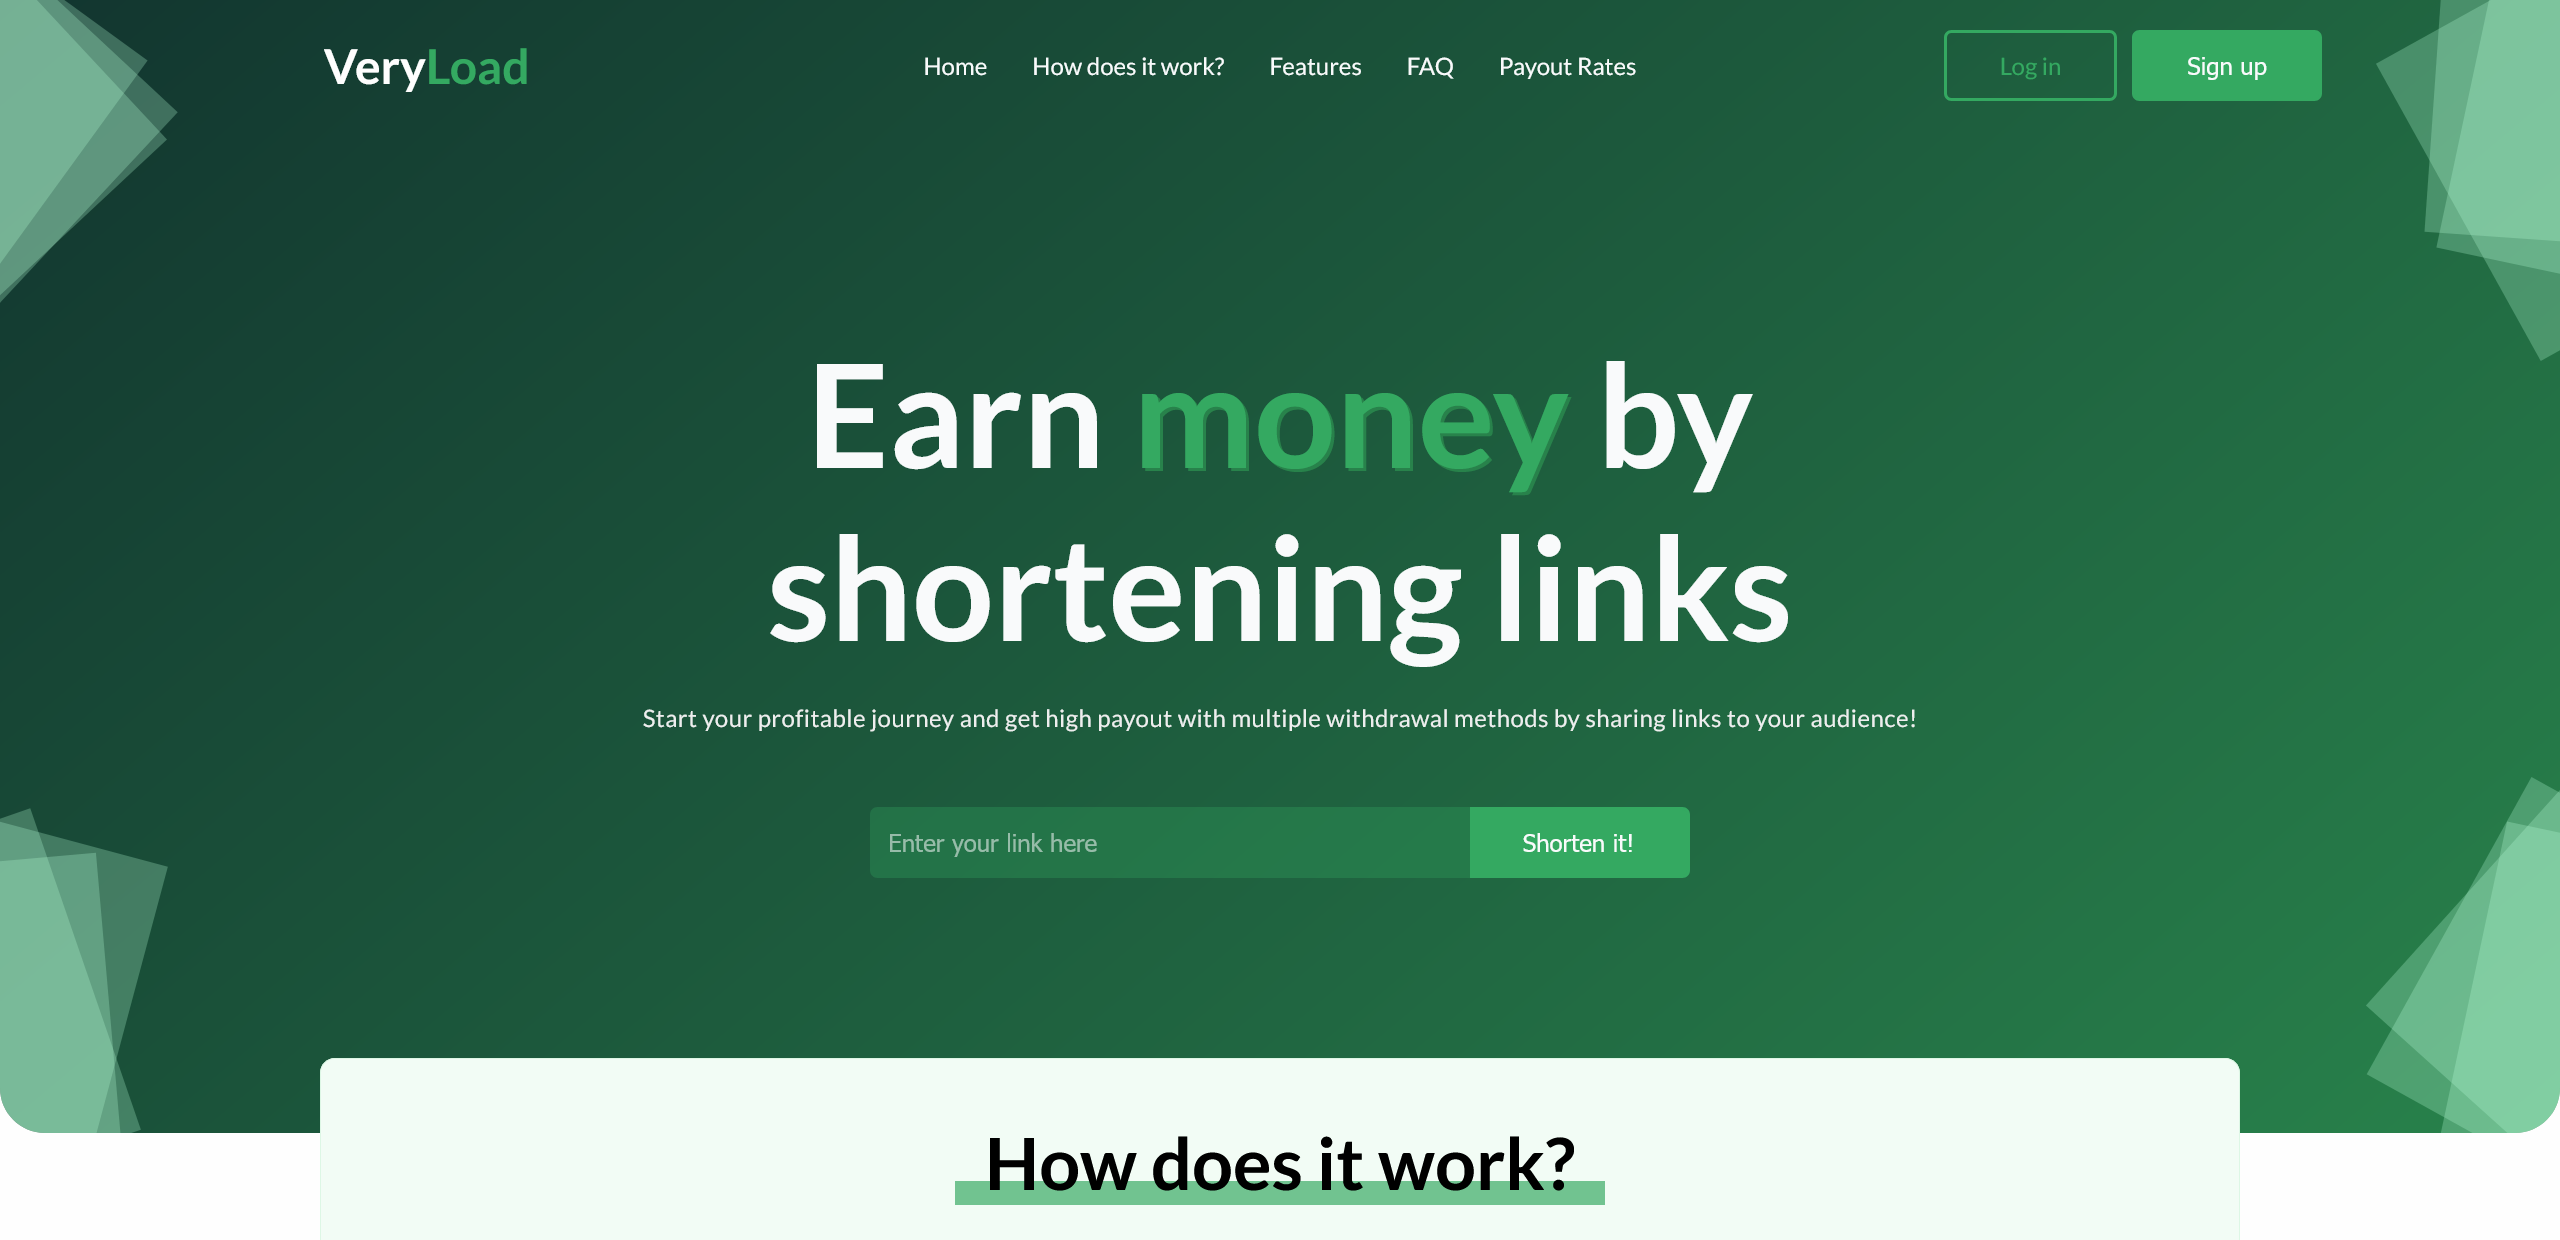 VeryLoad
Home How does it work? Features FAQ Payout Rates
Log in Sign up
Earn money by
shortening links
Start your profitable journey and get high payout with multiple withdrawal methods by sharing links to your audience!
Enter your link here Shorten it!
How does it work?